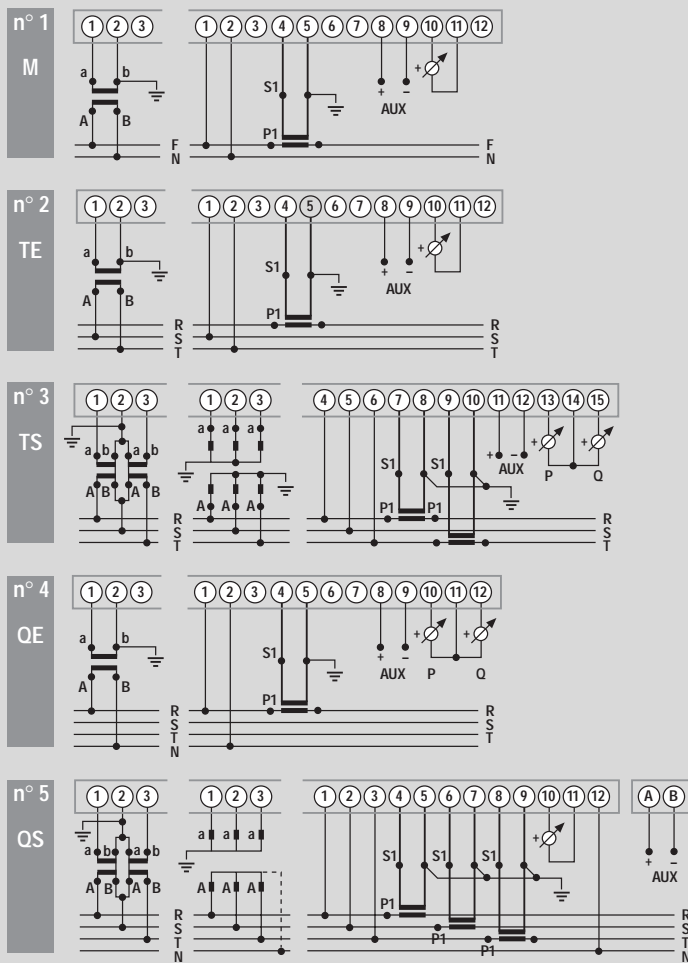 n° 1
M
1 2 3
1 2 3 4 5 6 7 8 9 10 11 12
a b
S1
+ − +
AUX
A B
P1
F
N
F
N
n° 2
TE
1 2 3
1 2 3 4 5 6 7 8 9 10 11 12
a b
S1
+ − +
AUX
A B
P1
R
S
T
R
S
T
n° 3
TS
1 2 3
1 2 3
4 5 6 7 8 9 10 11 12 13 14 15
a b a b
a a a
S1 S1
+ − + +
AUX
P Q
A B A B
A A A
P1 P1
R
S
T
R
S
T
n° 4
QE
1 2 3
1 2 3 4 5 6 7 8 9 10 11 12
a b
S1
+ − + +
AUX P Q
A B
P1
R
S
T
N
R
S
T
n° 5
QS
1 2 3
1 2 3
1 2 3 4 5 6 7 8 9 10 11 12
A B
a b a b
a a a
S1 S1 S1
+
+ −
AUX
A B A B
A A A
P1
P1
P1
R
S
T
N
R
S
T
N